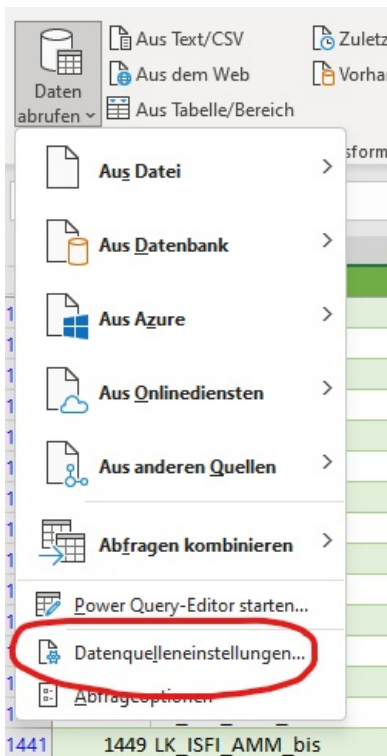 Aus Text/CSV
Zuletz
Aus dem Web
Vorha
Daten
abrufen
Aus Tabelle/Bereich
sform
Aus Datei
Aus Datenbank
Aus Azure
Aus Onlinediensten
Aus anderen Quellen
Abfragen kombinieren
Power Query-Editor starten...
Datenquelleneinstellungen...
Abfrageoptionen
1441 1449 LK_ISFI_AMM_bis